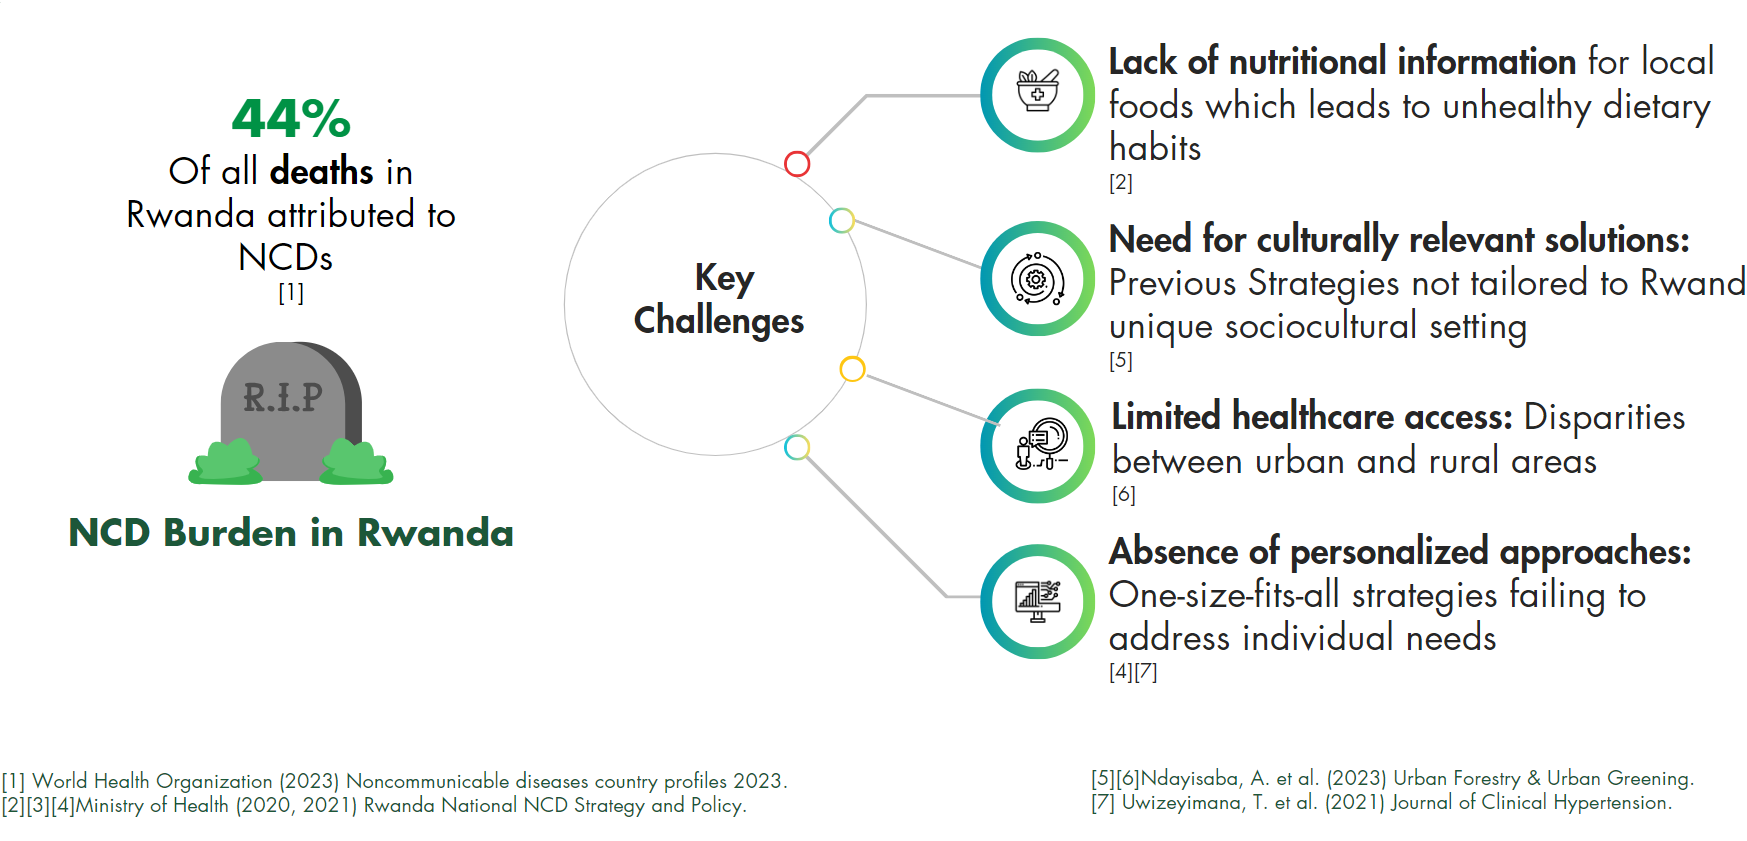 44%
Of all deaths in
Rwanda attributed to
NCDs
[1]
R.I.P
NCD Burden in Rwanda
Key
Challenges
Lack of nutritional information for local
foods which leads to unhealthy dietary
habits
[2]
Need for culturally relevant solutions:
Previous Strategies not tailored to Rwand
unique sociocultural setting
[5]
Limited healthcare access: Disparities
between urban and rural areas
[6]
Absence of personalized approaches:
One-size-fits-all strategies failing to
address individual needs
[4][7]
[1] World Health Organization (2023) Noncommunicable diseases country profiles 2023.
[2][3][4]Ministry of Health (2020, 2021) Rwanda National NCD Strategy and Policy.
[5][6]Ndayisaba, A. et al. (2023) Urban Forestry & Urban Greening.
[7] Uwizeyimana, T. et al. (2021) Journal of Clinical Hypertension.